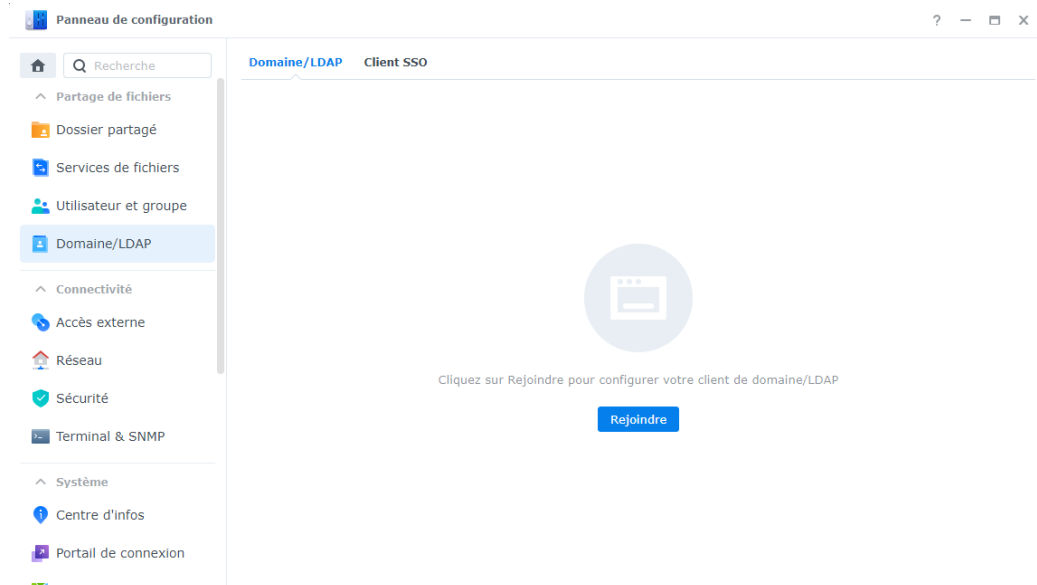 Panneau de configuration
Recherche
Domaine/LDAP Client SSO
Partage de fichiers
Dossier partagé
Services de fichiers
Utilisateur et groupe
Domaine/LDAP
Connectivité
Accès externe
Réseau
Sécurité
Terminal & SNMP
Système
Centre d'infos
Portail de connexion
Cliquez sur Rejoindre pour configurer votre client de domaine/LDAP
Rejoindre